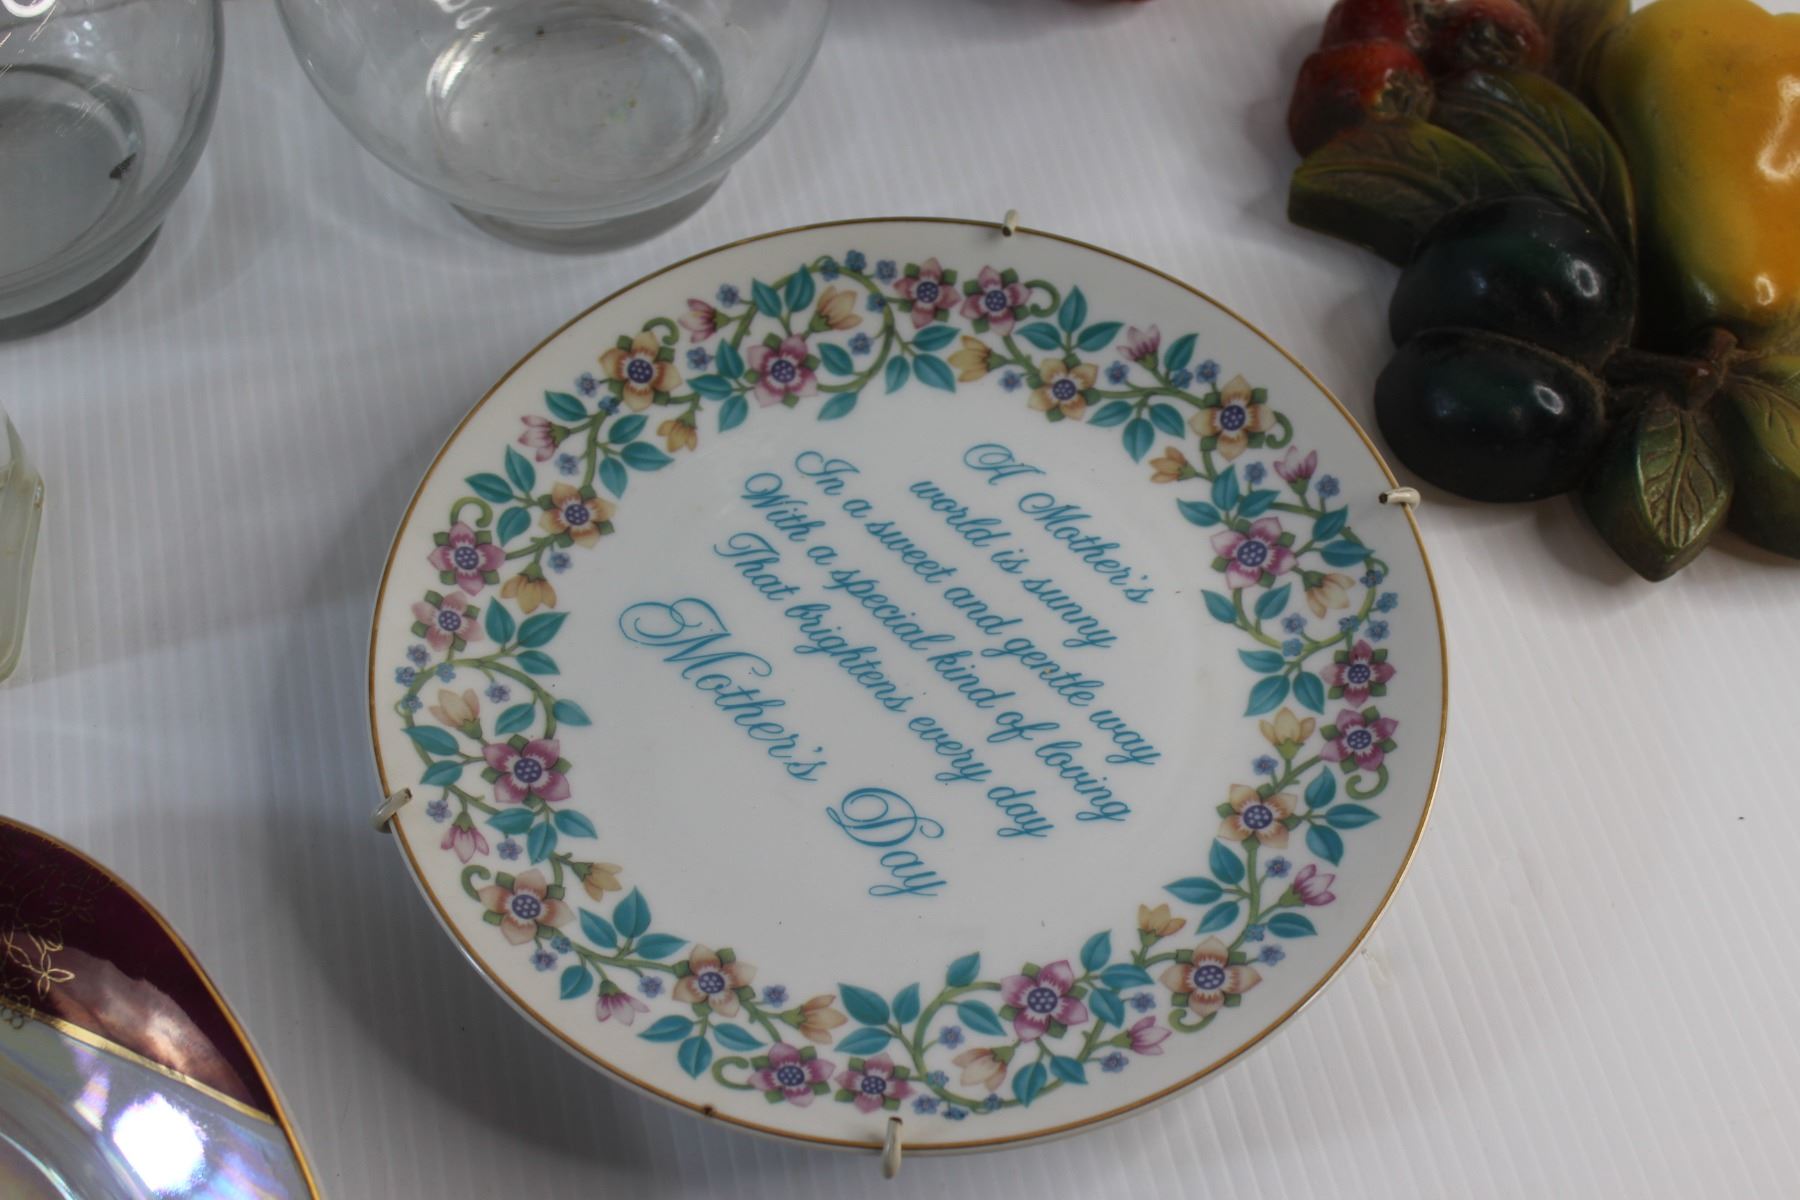 A Mother's
world is sunny
In a sweet and gentle way
With a special kind of loving
That brightens every day
Mother's Day